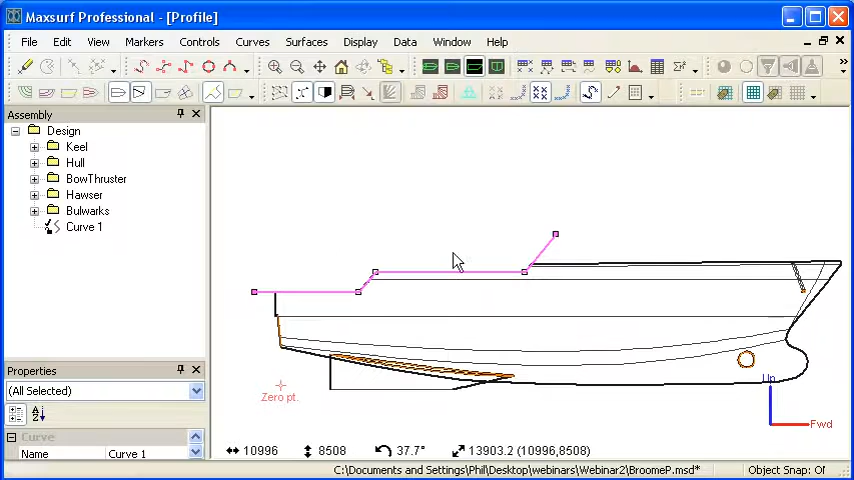 Maxsurf Professional - [Profile]
File Edit View Markers Controls Curves Surfaces Display Data Window Help
Assembly
Design
Keel
Hull
BowThruster
Hawser
Bulwarks
Curve 1
Properties
(All Selected)
Curve
Name Curve 1
Zero pt.
Up
Fwd
10996 8508 37.7° 13903.2 (10996,8508)
C:\Documents and Settings\Phil\Desktop\webinars\Webinar2\BroomeP.msd* Object Snap: Of